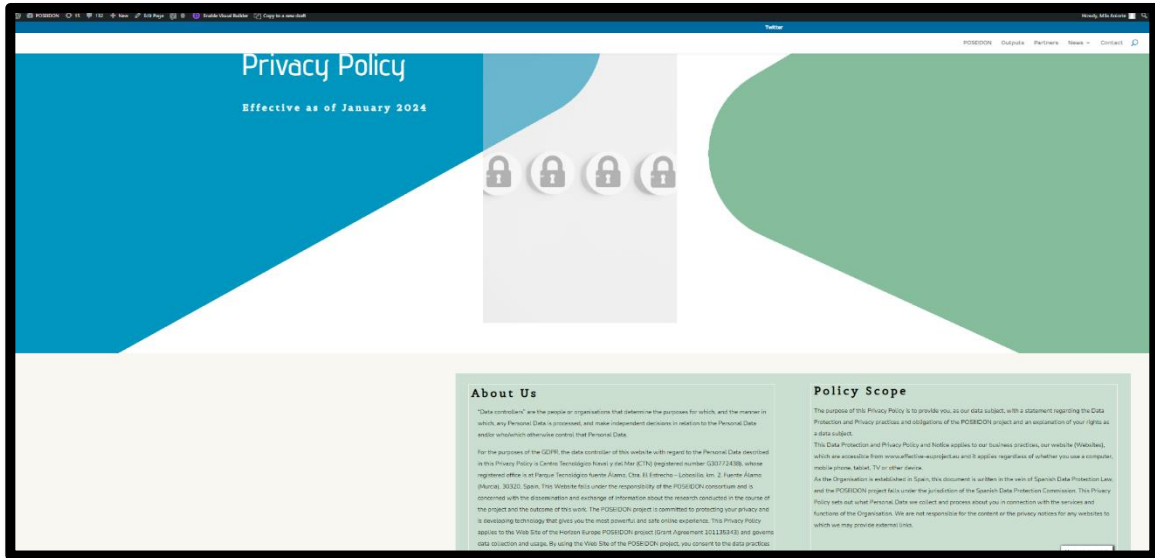 POSEIDON 15 132 New Edit Page 8 Enable Visual Builder Copy to a new draft
Howdy,
Twitter
POSEIDON Outputs Partners News Contact
Privacy Policy
Effective as of January 2024
About Us
"Data controllers" are the people or organisations that determine the purposes for which, and the manner in
which, any Personal Data is processed, and make independent decisions in relation to the Personal Data
and/or who/which otherwise control that Personal Data.
For the purposes of the GDPR, the data controller of this website with regard to the Personal Data described
in this Privacy Policy is Centro Tecnológico Naval y del Mar (CTN) (registered number G30772438), whose
registered office is at Parque Tecnológico Fuente Álamo, Ctra. El Estrecho – Lobosillo, km. 2. Fuente Álamo
(Murcia), 30320, Spain. This Website falls under the responsibility of the POSEIDON consortium and is
concerned with the dissemination and exchange of information about the research conducted in the course of
the project and the outcome of this work. The POSEIDON project is committed to protecting your privacy and
is developing technology that gives you the most powerful and safe online experience. This Privacy Policy
applies to the Web Site of the Horizon Europe POSEIDON project (Grant Agreement 101135343) and governs
data collection and usage. By using the Web Site of the POSEIDON project, you consent to the data practices
Policy Scope
The purpose of this Privacy Policy is to provide you, as our data subject, with a statement regarding the Data
Protection and Privacy practices and obligations of the POSEIDON project and an explanation of your rights as
a data subject.
This Data Protection and Privacy Policy and Notice applies to our business practices, our website (Websites),
which are accessible from www.effective-euproject.eu and it applies regardless of whether you use a computer,
mobile phone, tablet, TV or other device.
As the Organisation is established in Spain, this document is written in the vein of Spanish Data Protection Law,
and the POSEIDON project falls under the jurisdiction of the Spanish Data Protection Commission. This Privacy
Policy sets out what Personal Data we collect and process about you in connection with the services and
functions of the Organisation. We are not responsible for the content or the privacy notices for any websites to
which we may provide external links.